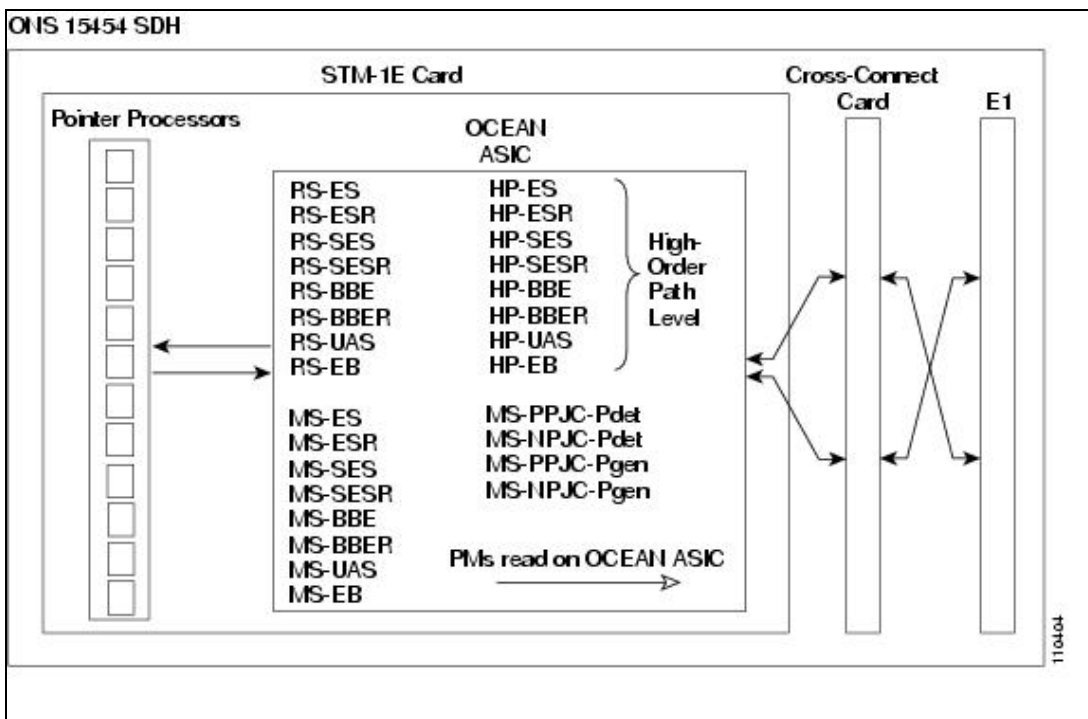 ONS 15454 SDH
STM-1E Card
Cross-Connect
Card
E1
Pointer Processors
OCEAN
ASIC
RS-ES
RS-ESR
RS-SES
RS-SESR
RS-BBE
RS-BBER
RS-UAS
RS-EB
HP-ES
HP-ESR
HP-SES
HP-SESR
HP-BBE
HP-BBER
HP-UAS
HP-EB
High-
Order
Path
Level
MS-ES
MS-ESR
MS-SES
MS-SESR
MS-BBE
MS-BBER
MS-UAS
MS-EB
MS-PPJC-Pdet
MS-NPJC-Pdet
MS-PPJC-Pgen
MS-NPJC-Pgen
PMs read on OCEAN ASIC
110404